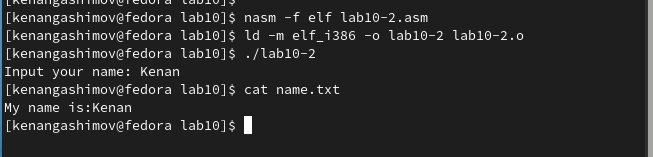 [kenangashimov@fedora lab10]$ nasm -f elf lab10-2.asm
[kenangashimov@fedora lab10]$ ld -m elf_i386 -o lab10-2 lab10-2.o
[kenangashimov@fedora lab10]$ ./lab10-2
Input your name: Kenan
[kenangashimov@fedora lab10]$ cat name.txt
My name is:Kenan
[kenangashimov@fedora lab10]$